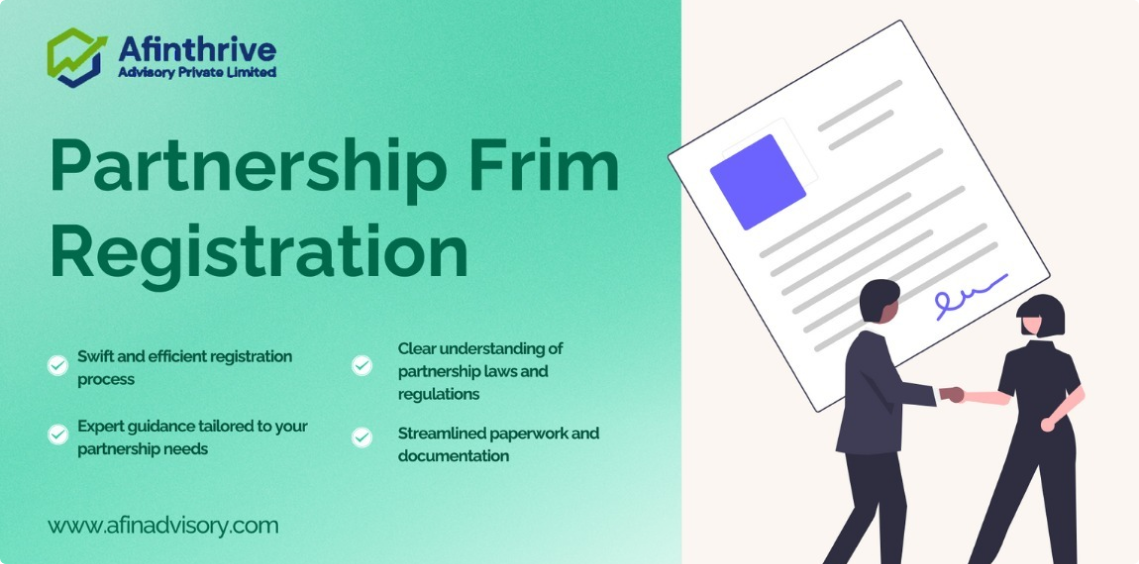 Afinthrive
Advisory Private Limited
Partnership Frim
Registration
Swift and efficient registration
process
Expert guidance tailored to your
partnership needs
Clear understanding of
partnership laws and
regulations
Streamlined paperwork and
documentation
www.afinadvisory.com